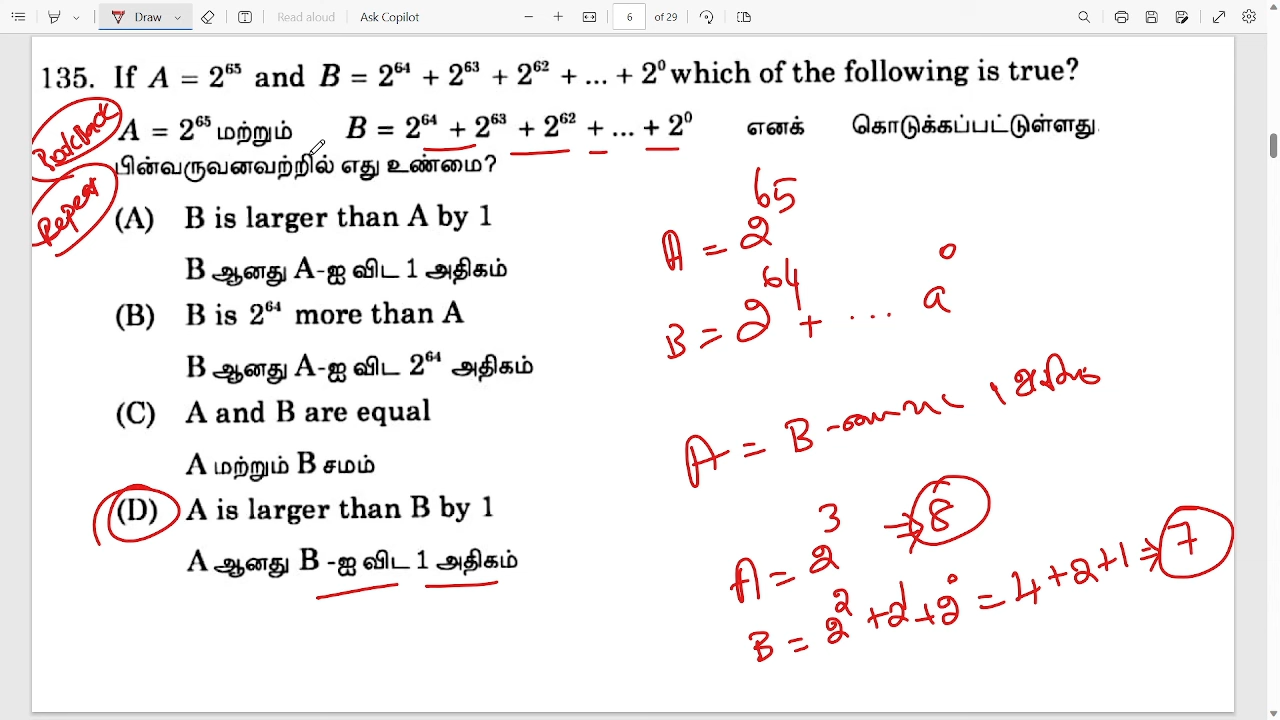 Draw
Read aloud
Ask Copilot
6
of 29
135. If A = 2⁶⁵ and B = 2⁶⁴ + 2⁶³ + 2⁶² + ... + 2⁰ which of the following is true?
A = 2⁶⁵ மற்றும் B = 2⁶⁴ + 2⁶³ + 2⁶² + ... + 2⁰ எனக் கொடுக்கப்பட்டுள்ளது.
பின்வருவனவற்றில் எது உண்மை?
Bookback
Repeat
(A) B is larger than A by 1
B ஆனது A-ஐ விட 1 அதிகம்
(B) B is 2⁶⁴ more than A
B ஆனது A-ஐ விட 2⁶⁴ அதிகம்
(C) A and B are equal
A மற்றும் B சமம்
(D) A is larger than B by 1
A ஆனது B -ஐ விட 1 அதிகம்
A = 2⁶⁵
B = 2⁶⁴ + ... 2⁰
A = B
A = 2³ ⇒ 8
B = 2² + 2¹ + 2⁰ = 4 + 2 + 1 ⇒ 7